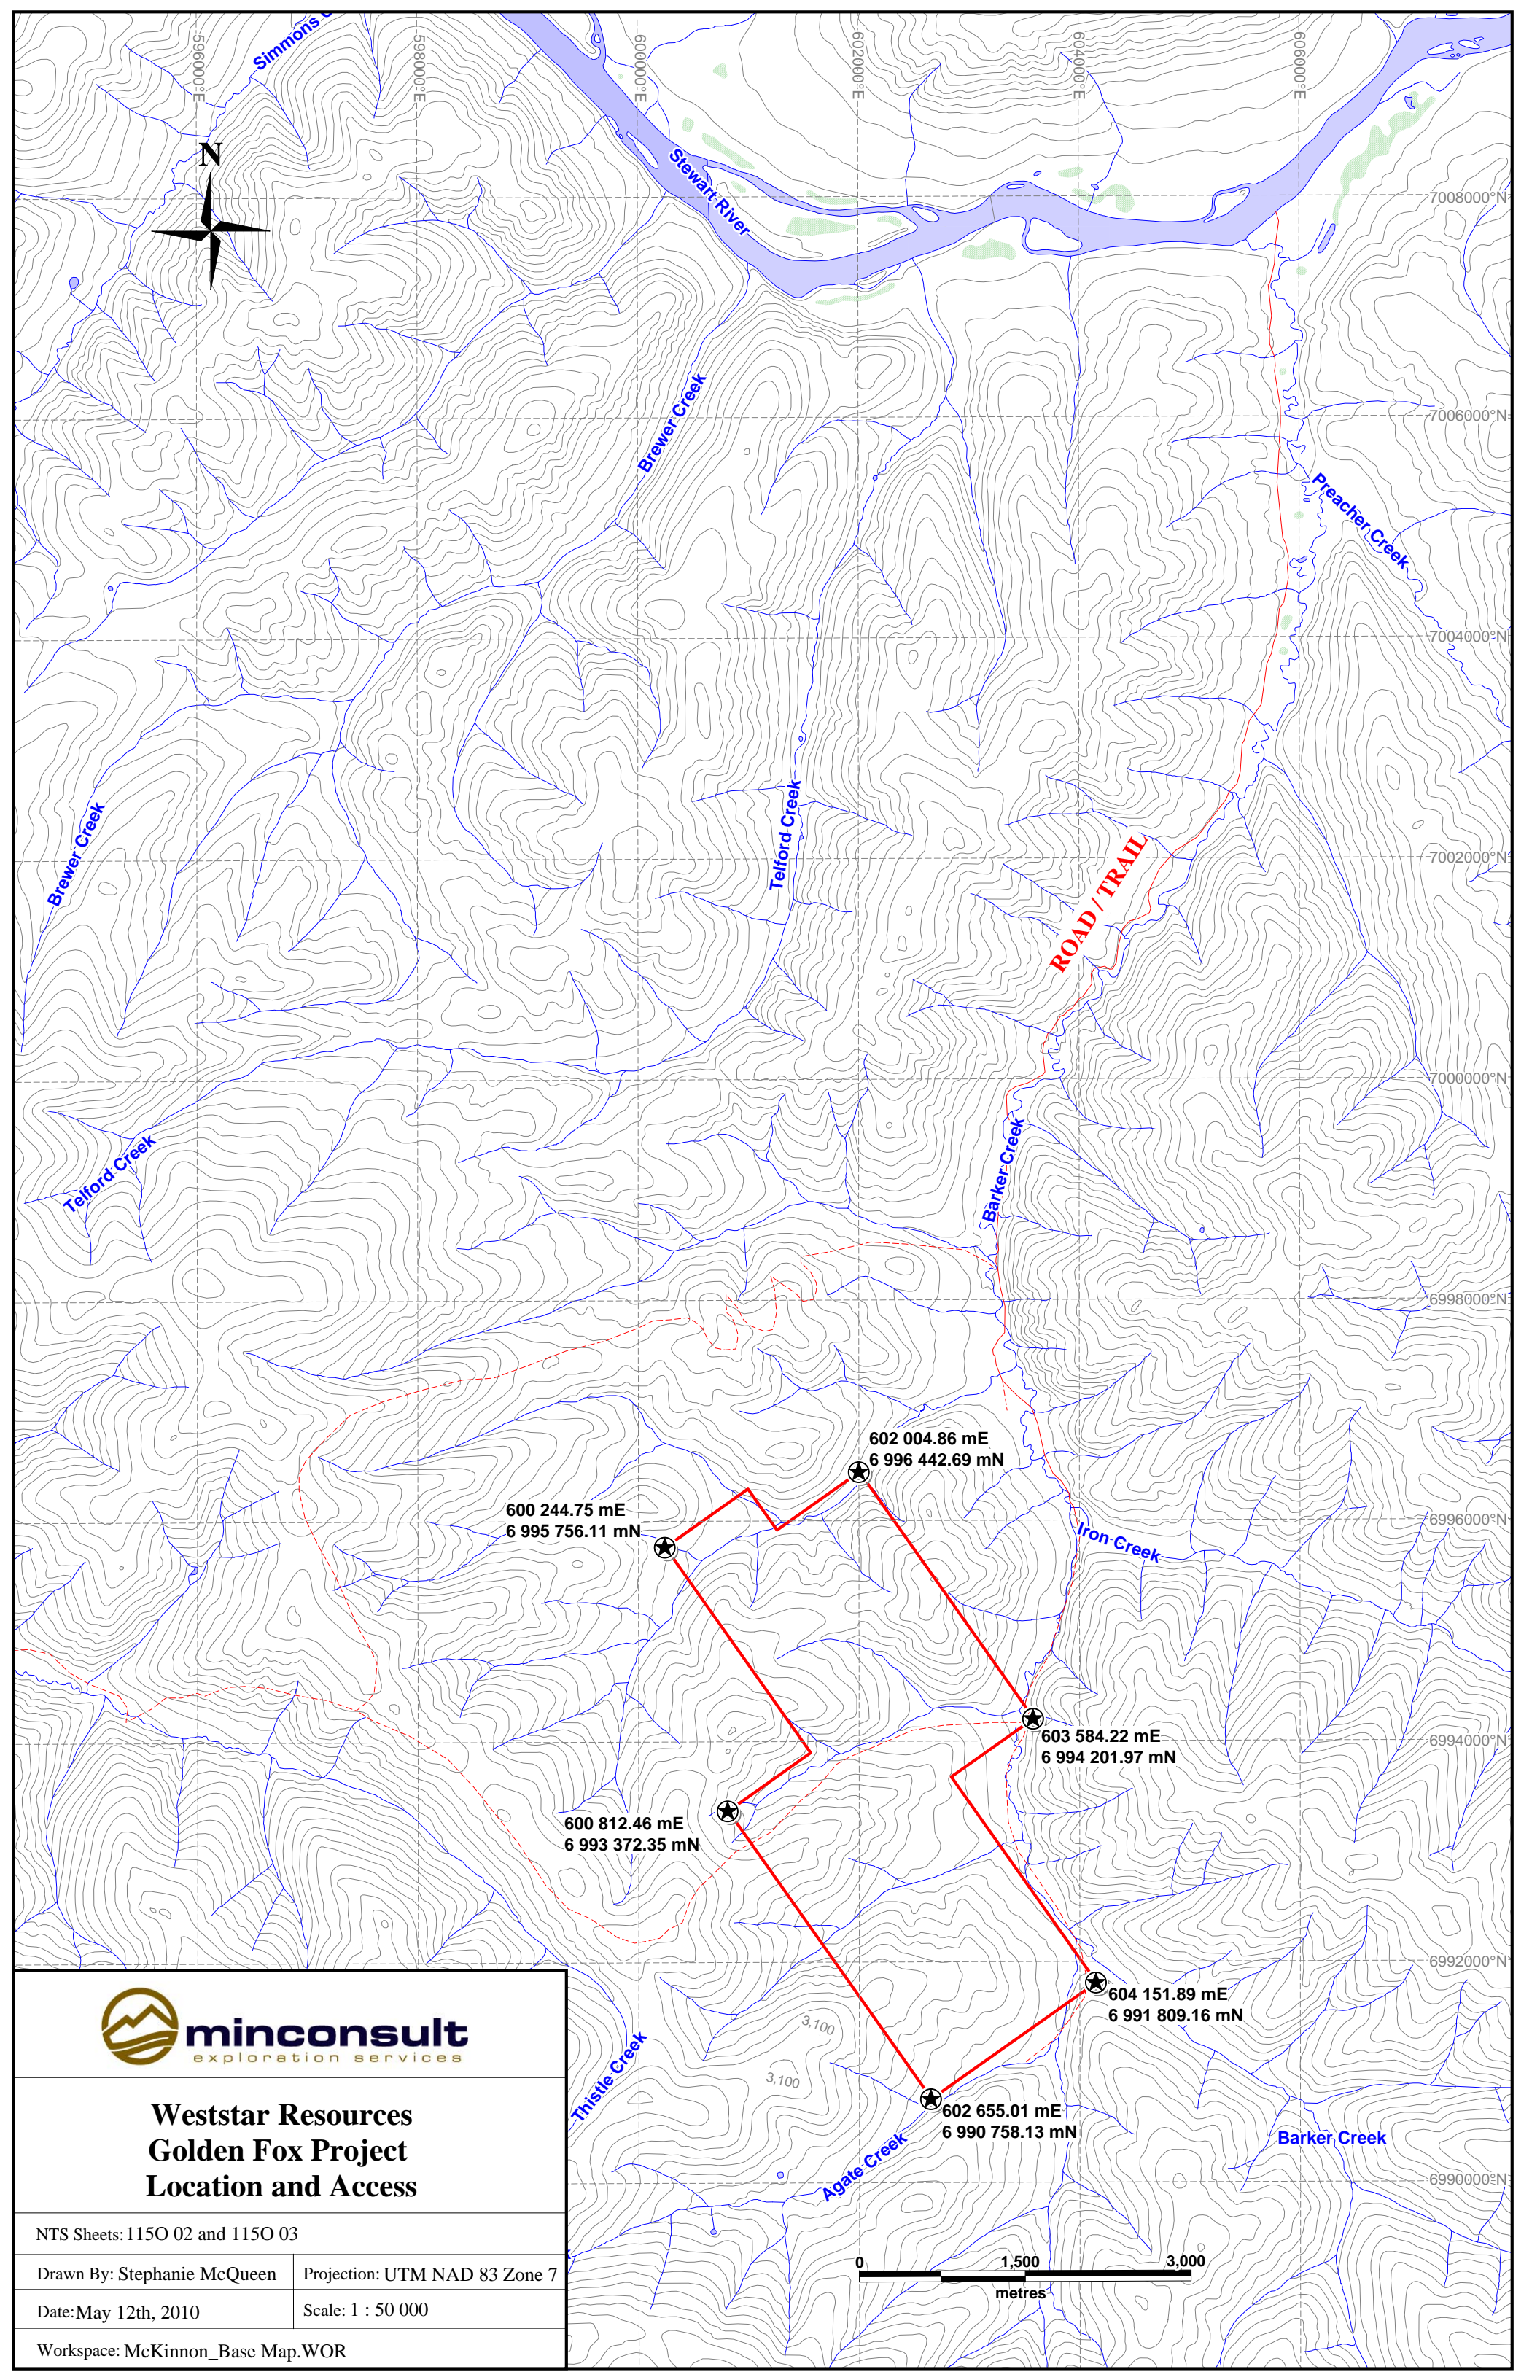 Simmons
596000°E
598000°E
600000°E
602000°E
604000°E
606000°E
N
Stewart River
7008000°N
Brewer Creek
7006000°N
Preacher Creek
7004000°N
Telford Creek
Brewer Creek
7002000°N
ROAD / TRAIL
7000000°N
Telford Creek
Barker Creek
6998000°N
602 004.86 mE
6 996 442.69 mN
600 244.75 mE
6 995 756.11 mN
6996000°N
Iron Creek
603 584.22 mE
6 994 201.97 mN
6994000°N
600 812.46 mE
6 993 372.35 mN
6992000°N
604 151.89 mE
6 991 809.16 mN
3,100
3,100
Thistle Creek
602 655.01 mE
6 990 758.13 mN
Agate Creek
Barker Creek
6990000°N
0 1,500 3,000
metres
minconsult
exploration services
Weststar Resources
Golden Fox Project
Location and Access
NTS Sheets: 115O 02 and 115O 03
Drawn By: Stephanie McQueen
Projection: UTM NAD 83 Zone 7
Date: May 12th, 2010
Scale: 1 : 50 000
Workspace: McKinnon_Base Map.WOR